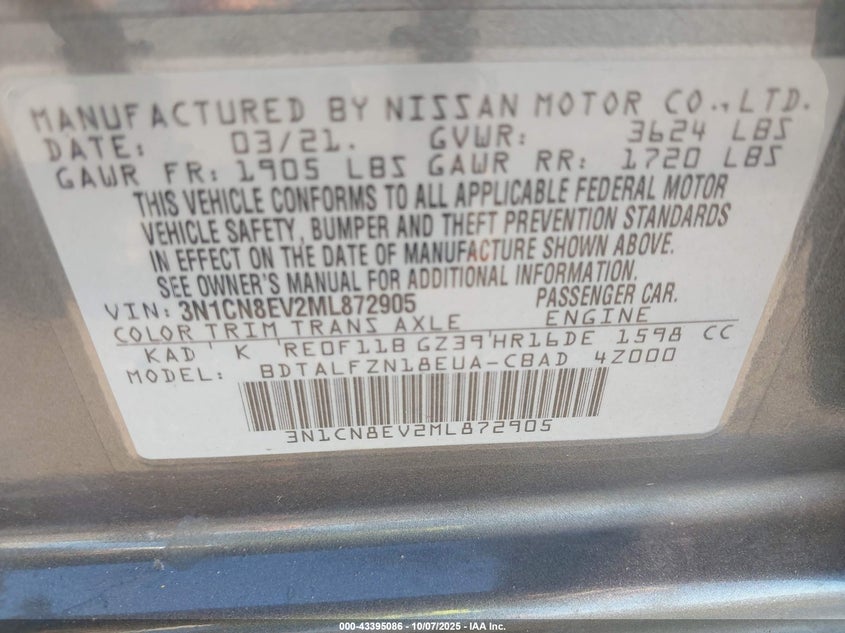 MANUFACTURED BY NISSAN MOTOR CO., LTD.
DATE: 03/21. GVWR: 3624 LBS
GAWR FR: 1905 LBS GAWR RR: 1720 LBS
THIS VEHICLE CONFORMS TO ALL APPLICABLE FEDERAL MOTOR
VEHICLE SAFETY, BUMPER AND THEFT PREVENTION STANDARDS
IN EFFECT ON THE DATE OF MANUFACTURE SHOWN ABOVE.
SEE OWNER'S MANUAL FOR ADDITIONAL INFORMATION.
VIN: 3N1CN8EV2ML872905 PASSENGER CAR.
COLOR TRIM TRANS AXLE ENGINE
KAD ' K 'RE0F11B GZ39'HR16DE 1598 CC
MODEL: BDTALFZN18EUA-CBAD 4Z000
3N1CN8EV2ML872905
000-43395086 - 10/07/2025 - IAA Inc.